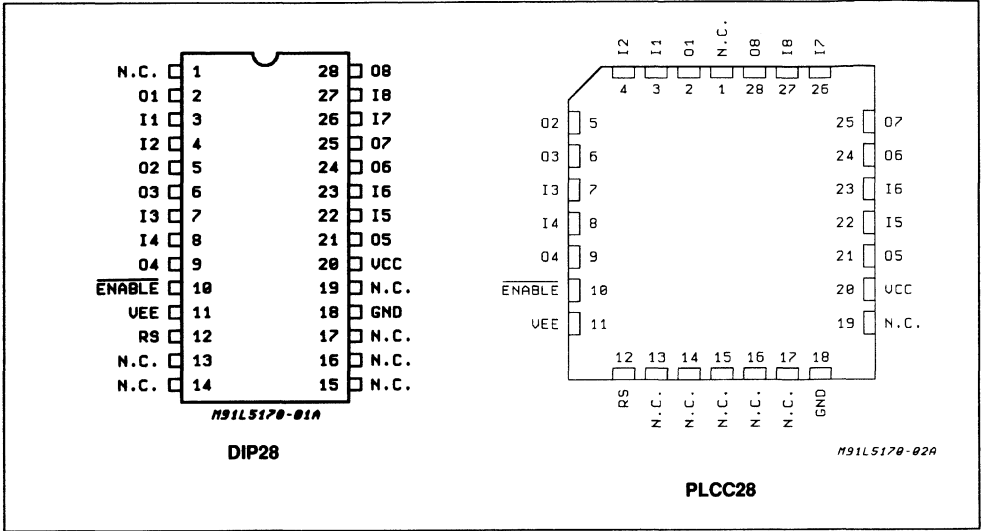 N.C. 1 28 O8
O1 2 27 I8
I1 3 26 I7
I2 4 25 O7
O2 5 24 O6
O3 6 23 I6
I3 7 22 I5
I4 8 21 O5
O4 9 20 VCC
ENABLE 10 19 N.C.
VEE 11 18 GND
RS 12 17 N.C.
N.C. 13 16 N.C.
N.C. 14 15 N.C.
M91L5170-01A
DIP28
I2 I1 O1 N.C. O8 I8 I7
4 3 2 1 28 27 26
O2 5 25 O7
O3 6 24 O6
I3 7 23 I6
I4 8 22 I5
O4 9 21 O5
ENABLE 10 20 VCC
VEE 11 19 N.C.
12 13 14 15 16 17 18
RS N.C. N.C. N.C. N.C. N.C. GND
M91L5170-02A
PLCC28